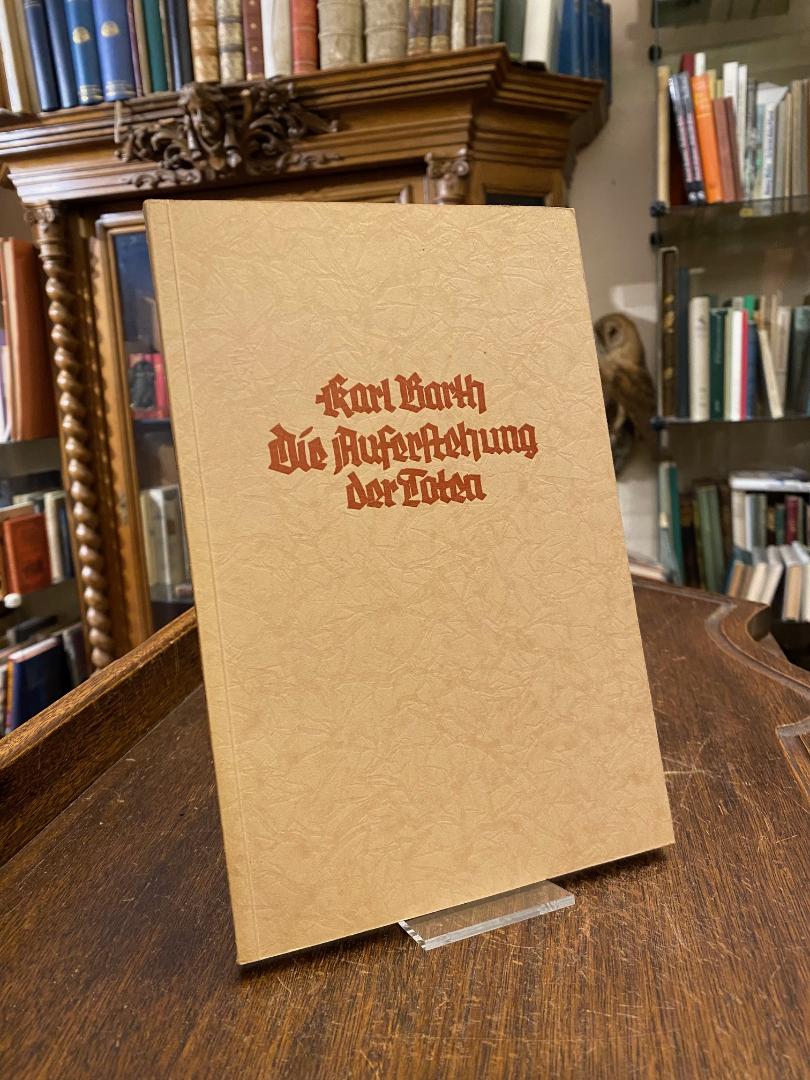 Karl Barth
Die Auferstehung
der Toten